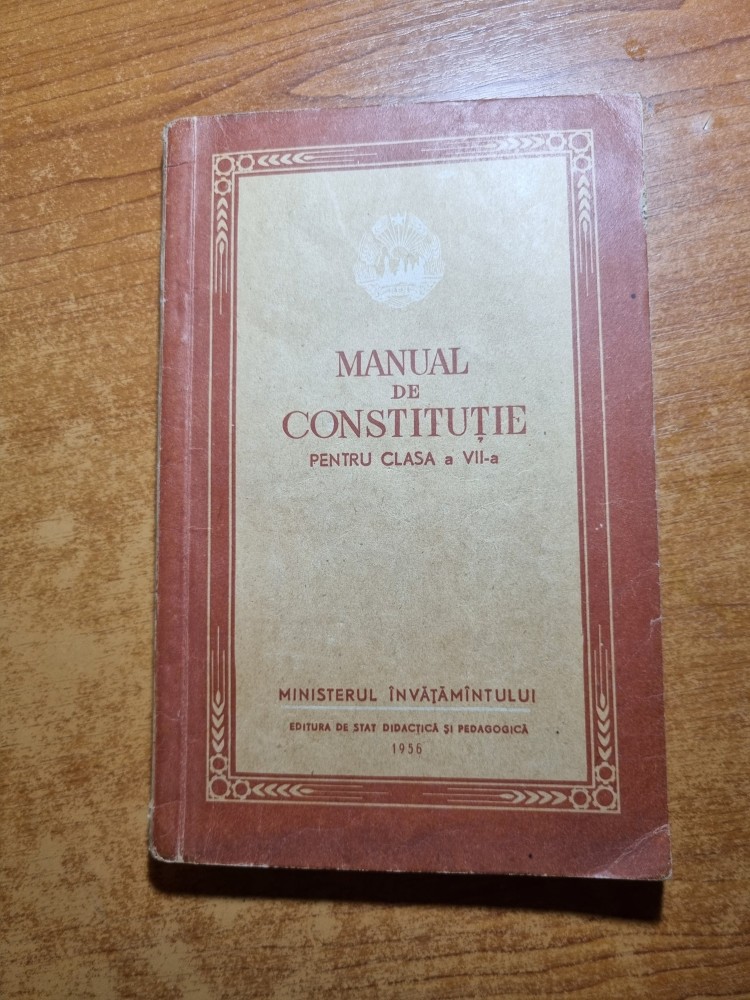 MANUAL
DE
CONSTITUȚIE
PENTRU CLASA a VII-a
MINISTERUL ÎNVĂȚĂMÎNTULUI
EDITURA DE STAT DIDACTICĂ ȘI PEDAGOGICĂ
1956